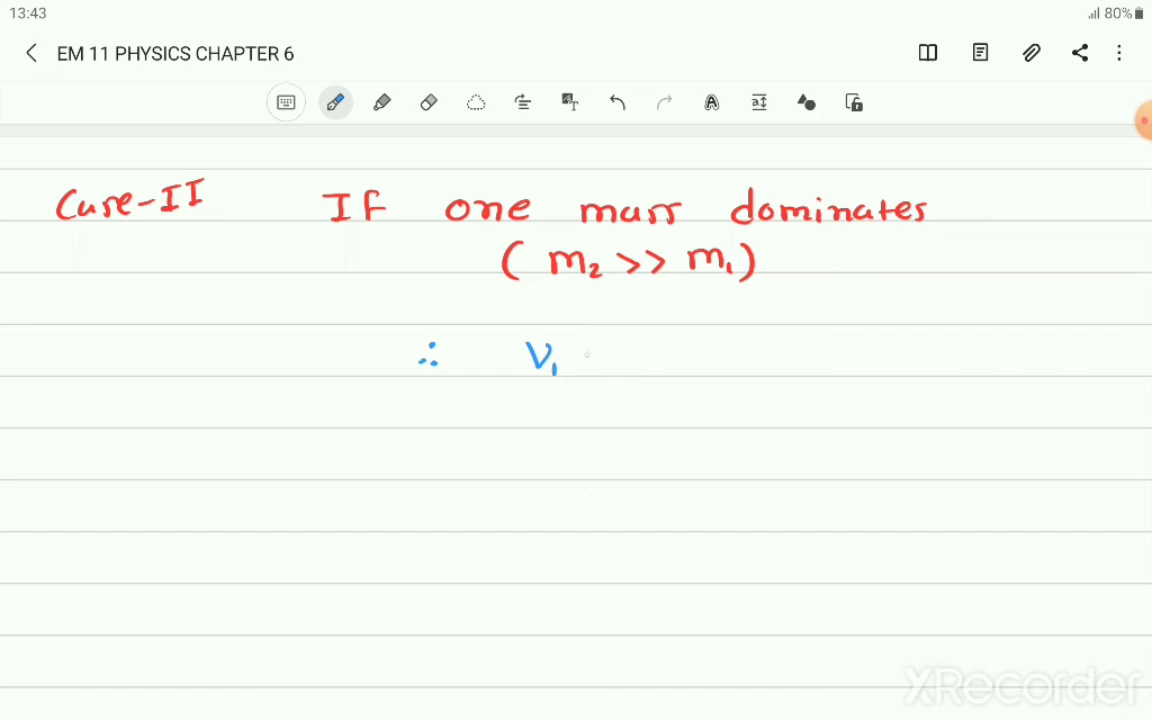 13:43
80%
EM 11 PHYSICS CHAPTER 6
Case-II If one mass dominates
( m₂ >> m₁ )
∴ V₁
XRecorder